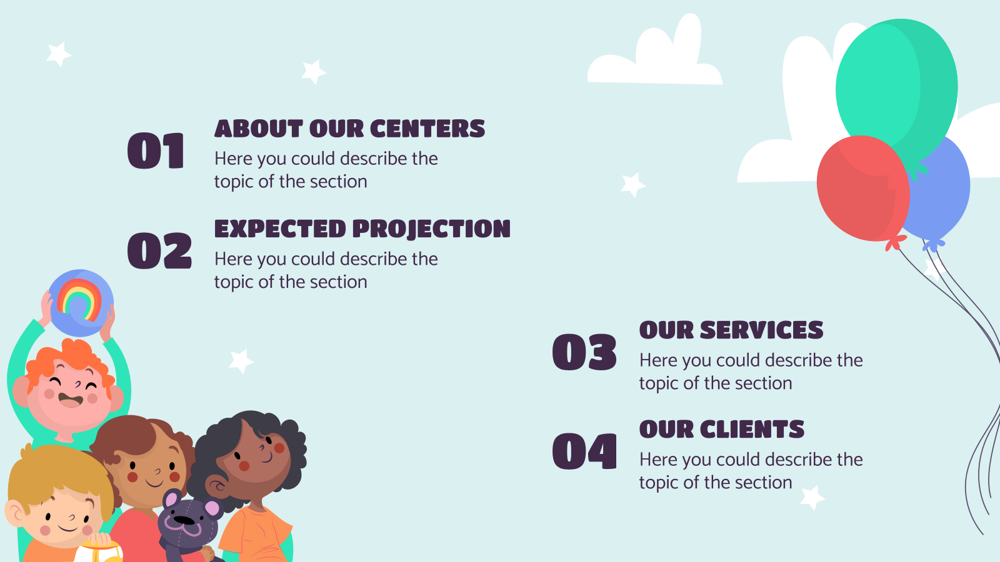 01
ABOUT OUR CENTERS
Here you could describe the
topic of the section
02
EXPECTED PROJECTION
Here you could describe the
topic of the section
03
OUR SERVICES
Here you could describe the
topic of the section
04
OUR CLIENTS
Here you could describe the
topic of the section